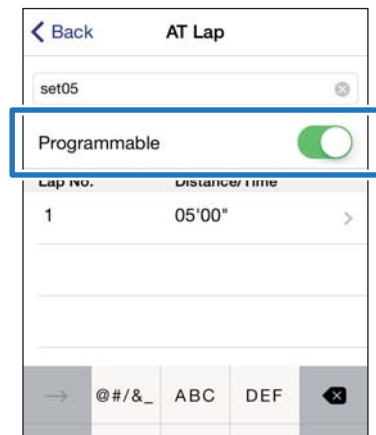 Back AT Lap
set05
Programmable
Lap No. Distance/Time
1 05'00"
@#/&_ ABC DEF